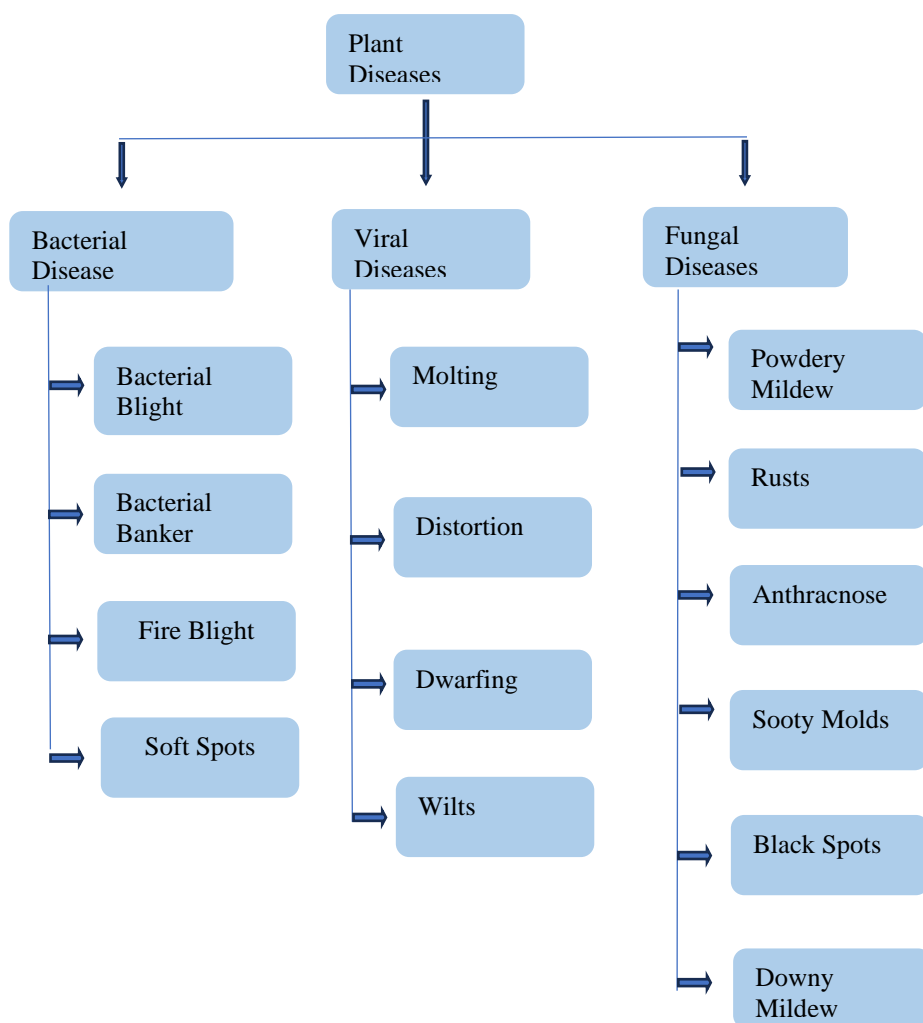 Plant
Diseases
Bacterial
Disease
Bacterial
Blight
Bacterial
Banker
Fire Blight
Soft Spots
Viral
Diseases
Molting
Distortion
Dwarfing
Wilts
Fungal
Diseases
Powdery
Mildew
Rusts
Anthracnose
Sooty Molds
Black Spots
Downy
Mildew